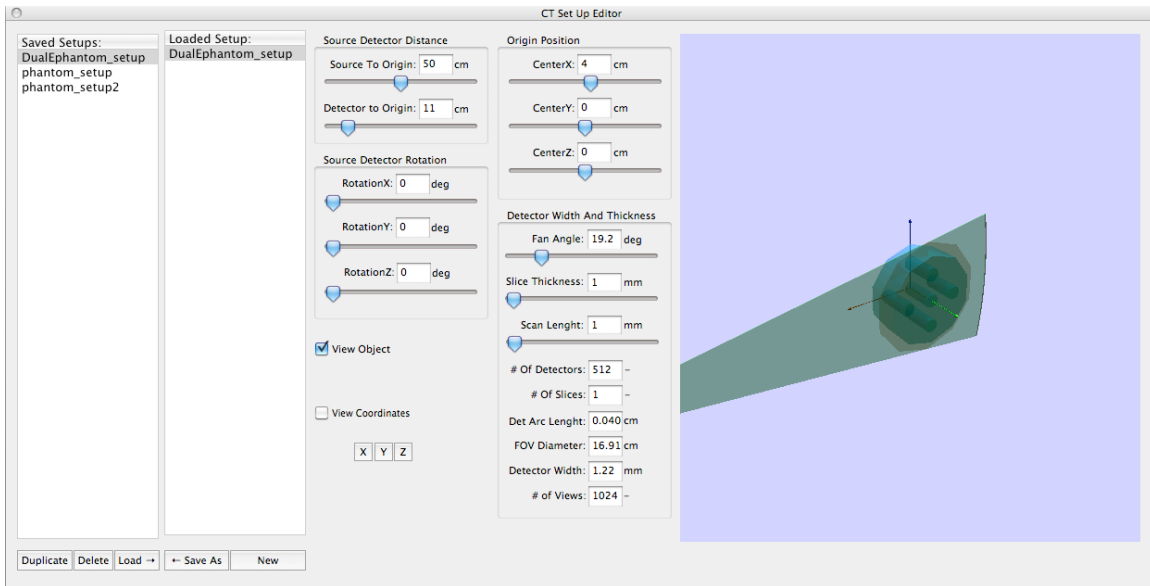 CT Set Up Editor
Saved Setups:
DualEphantom_setup
phantom_setup
phantom_setup2
Duplicate
Delete
Load →
Loaded Setup:
DualEphantom_setup
← Save As
New
Source Detector Distance
Source To Origin: 50 cm
Detector to Origin: 11 cm
Source Detector Rotation
RotationX: 0 deg
RotationY: 0 deg
RotationZ: 0 deg
View Object
View Coordinates
X Y Z
Origin Position
CenterX: 4 cm
CenterY: 0 cm
CenterZ: 0 cm
Detector Width And Thickness
Fan Angle: 19.2 deg
Slice Thickness: 1 mm
Scan Lenght: 1 mm
# Of Detectors: 512 -
# Of Slices: 1 -
Det Arc Lenght: 0.040 cm
FOV Diameter: 16.91 cm
Detector Width: 1.22 mm
# of Views: 1024 -